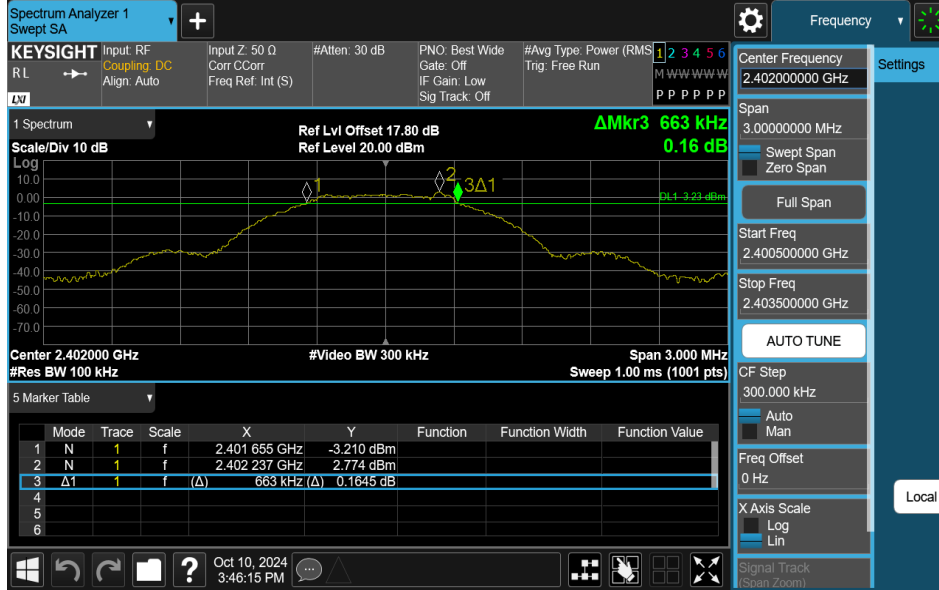 Spectrum Analyzer 1
Swept SA
+
Frequency
KEYSIGHT
RL
LXI
Input: RF
Coupling: DC
Align: Auto
Input Z: 50 Ω
Corr CCorr
Freq Ref: Int (S)
#Atten: 30 dB
PNO: Best Wide
Gate: Off
IF Gain: Low
Sig Track: Off
#Avg Type: Power (RMS
Trig: Free Run
1 2 3 4 5 6
M W W W W W
P P P P P P
1 Spectrum
Scale/Div 10 dB
Ref Lvl Offset 17.80 dB
Ref Level 20.00 dBm
ΔMkr3 663 kHz
0.16 dB
Log
10.0
0.00
-10.0
-20.0
-30.0
-40.0
-50.0
-60.0
-70.0
1
2
3Δ1
DL1 -3.23 dBm
Center 2.402000 GHz
#Video BW 300 kHz
Span 3.000 MHz
#Res BW 100 kHz
Sweep 1.00 ms (1001 pts)
5 Marker Table
Mode Trace Scale X Y Function Function Width Function Value
1 N 1 f 2.401 655 GHz -3.210 dBm
2 N 1 f 2.402 237 GHz 2.774 dBm
3 Δ1 1 f (Δ) 663 kHz (Δ) 0.1645 dB
4
5
6
?
Oct 10, 2024
3:46:15 PM
Center Frequency
2.402000000 GHz
Span
3.00000000 MHz
Swept Span
Zero Span
Full Span
Start Freq
2.400500000 GHz
Stop Freq
2.403500000 GHz
AUTO TUNE
CF Step
300.000 kHz
Auto
Man
Freq Offset
0 Hz
X Axis Scale
Log
Lin
Signal Track
(Span Zoom)
Settings
Local